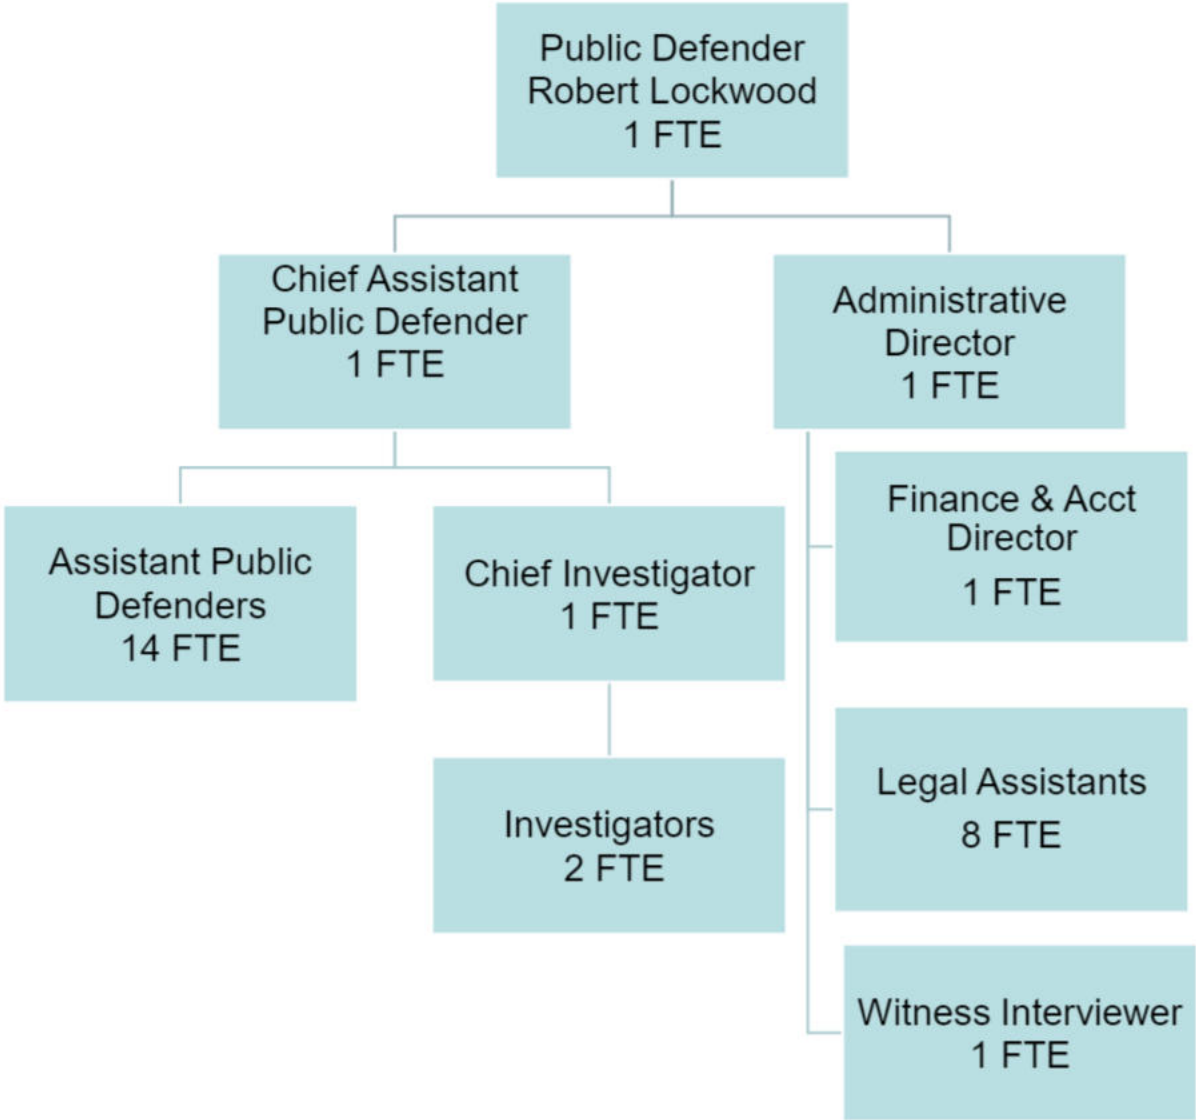 Public Defender
Robert Lockwood
1 FTE
Chief Assistant
Public Defender
1 FTE
Administrative
Director
1 FTE
Assistant Public
Defenders
14 FTE
Chief Investigator
1 FTE
Investigators
2 FTE
Finance & Acct
Director
1 FTE
Legal Assistants
8 FTE
Witness Interviewer
1 FTE